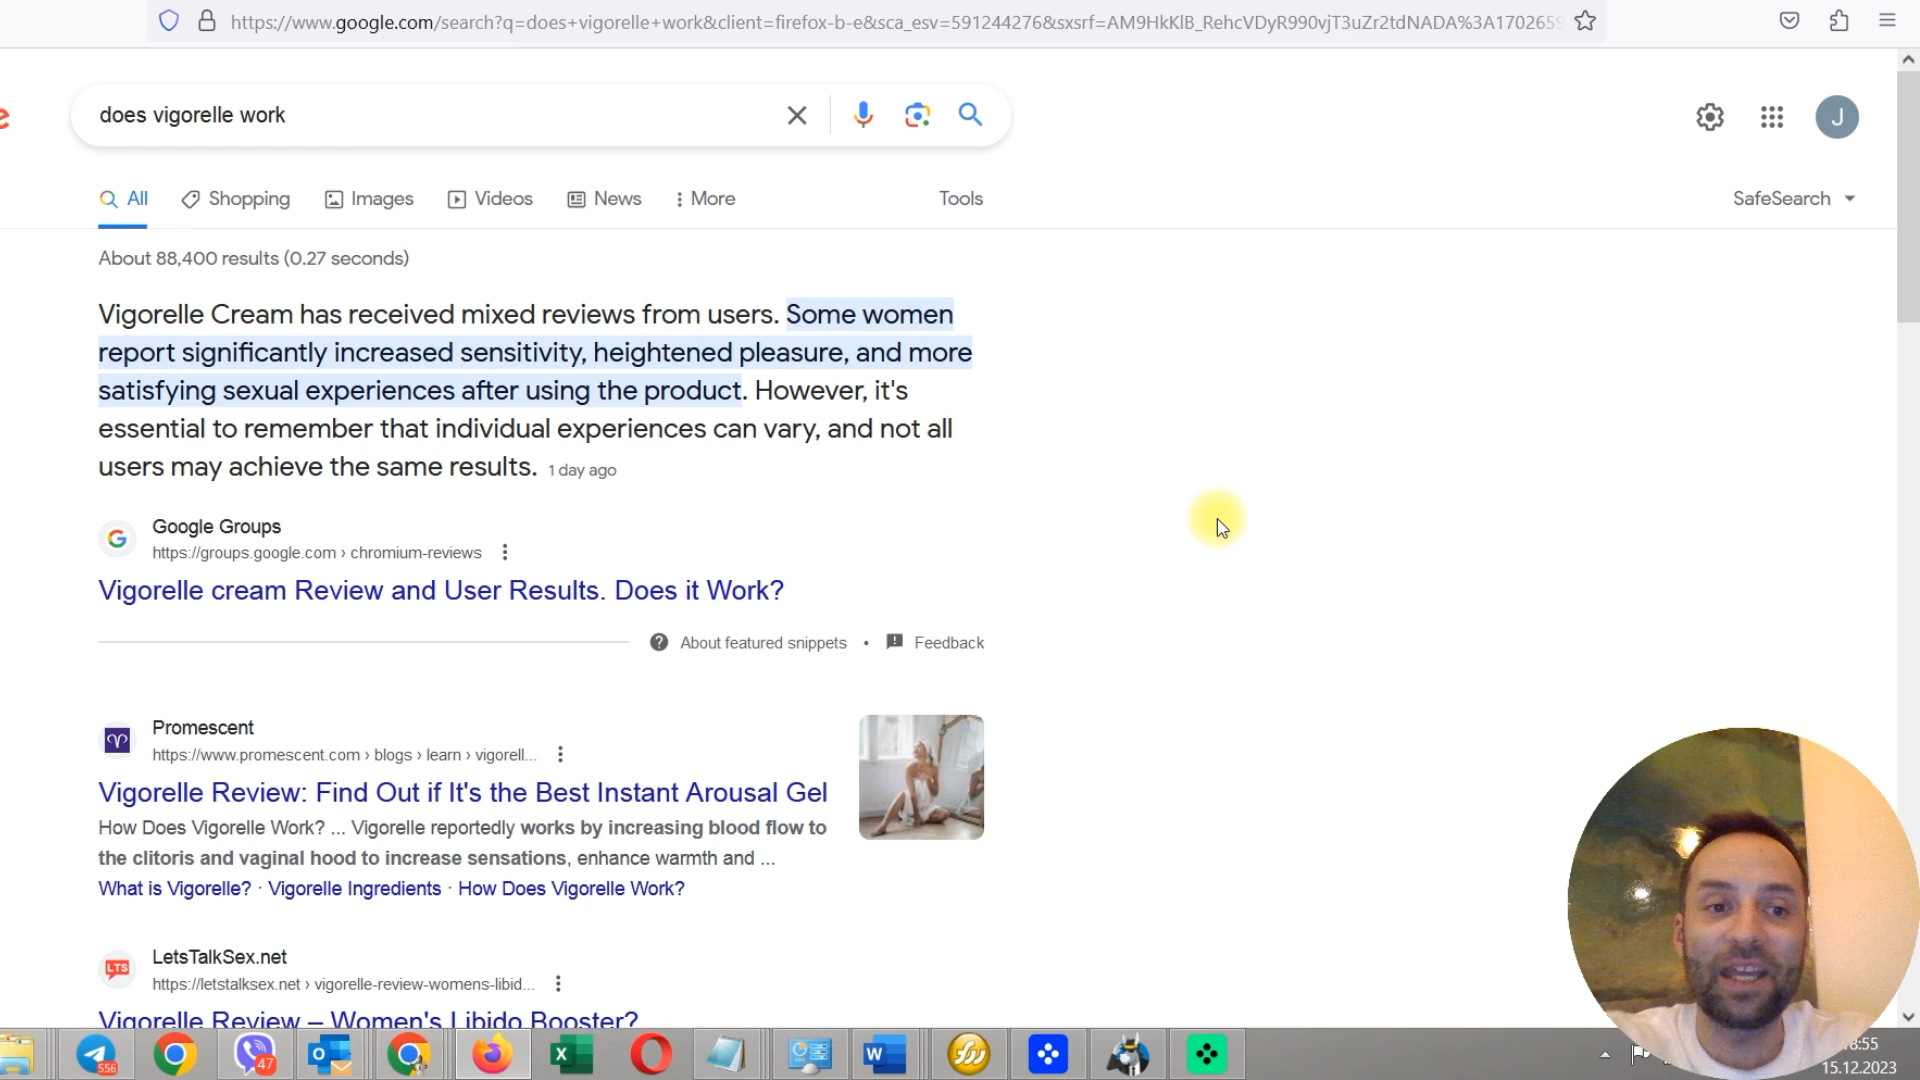 https://www.google.com/search?q=does+vigorelle+work&client=firefox-b-e&sca_esv=591244276&sxsrf=AM9HkKlB_RehcVDyR990vjT3uZr2tdNADA%3A1702659
e
does vigorelle work
J
All
Shopping
Images
Videos
News
More
Tools
SafeSearch
About 88,400 results (0.27 seconds)
Vigorelle Cream has received mixed reviews from users. Some women
report significantly increased sensitivity, heightened pleasure, and more
satisfying sexual experiences after using the product. However, it's
essential to remember that individual experiences can vary, and not all
users may achieve the same results. 1 day ago
Google Groups
https://groups.google.com › chromium-reviews
Vigorelle cream Review and User Results. Does it Work?
About featured snippets • Feedback
Promescent
https://www.promescent.com › blogs › learn › vigorell...
Vigorelle Review: Find Out if It's the Best Instant Arousal Gel
How Does Vigorelle Work? ... Vigorelle reportedly works by increasing blood flow to
the clitoris and vaginal hood to increase sensations, enhance warmth and ...
What is Vigorelle? · Vigorelle Ingredients · How Does Vigorelle Work?
LTS
LetsTalkSex.net
https://letstalksex.net › vigorelle-review-womens-libid...
Vigorelle Review – Women's Libido Booster?
556
47
:55
15.12.2023